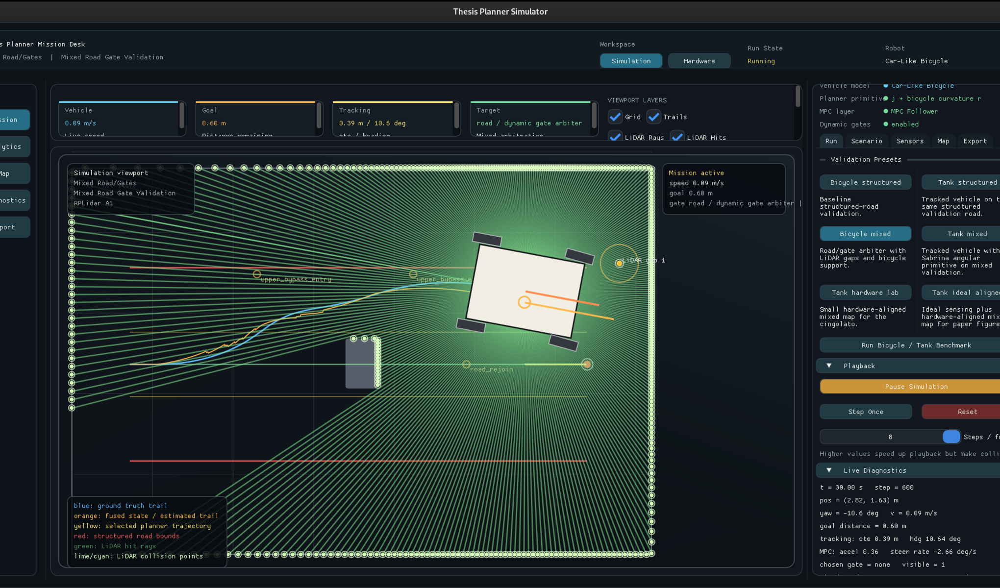 Thesis Planner Simulator
s Planner Mission Desk
Road/Gates | Mixed Road Gate Validation
Workspace
Simulation
Hardware
Run State
Running
Robot
Car-Like Bicycle
ssion
lytics
Map
nostics
port
Vehicle
0.09 m/s
Live speed
Goal
0.60 m
Distance remaining
Tracking
0.39 m / 10.6 deg
cte / heading
Target
road / dynamic gate arbiter
Mixed arbitration
VIEWPORT LAYERS
Grid
Trails
LiDAR Rays
LiDAR Hits
Simulation viewport
Mixed Road/Gates
Mixed Road Gate Validation
RPLidar A1
Mission active
speed 0.09 m/s
goal 0.60 m
gate road / dynamic gate arbiter |
upper_bypass_entry
upper_bypass_e
LiDAR gap 1
road_rejoin
blue: ground truth trail
orange: fused state / estimated trail
yellow: selected planner trajectory
red: structured road bounds
green: LiDAR hit rays
lime/cyan: LiDAR collision points
Vehicle model Car-Like Bicycle
Planner primitive j + bicycle curvature r
MPC layer MPC Follower
Dynamic gates enabled
Run Scenario Sensors Map Export
Validation Presets
Bicycle structured
Baseline
structured-road
validation.
Tank structured
Tracked vehicle on t
same structured
validation road.
Bicycle mixed
Road/gate arbiter with
LiDAR gaps and bicycle
support.
Tank mixed
Tracked vehicle with
Sabrina angular
primitive on mixed
validation.
Tank hardware lab
Small hardware-aligned
mixed map for the
cingolato.
Tank ideal aligne
Ideal sensing plus
hardware-aligned mix
map for paper figure
Run Bicycle / Tank Benchmark
Playback
Pause Simulation
Step Once
Reset
8
Steps / fr
Higher values speed up playback but make colli
Live Diagnostics
t = 30.00 s step = 600
pos = (2.82, 1.63) m
yaw = -10.6 deg v = 0.09 m/s
goal distance = 0.60 m
tracking: cte 0.39 m hdg 10.64 deg
MPC: accel 0.36 steer rate -2.66 deg/s
chosen gate = none visible = 1